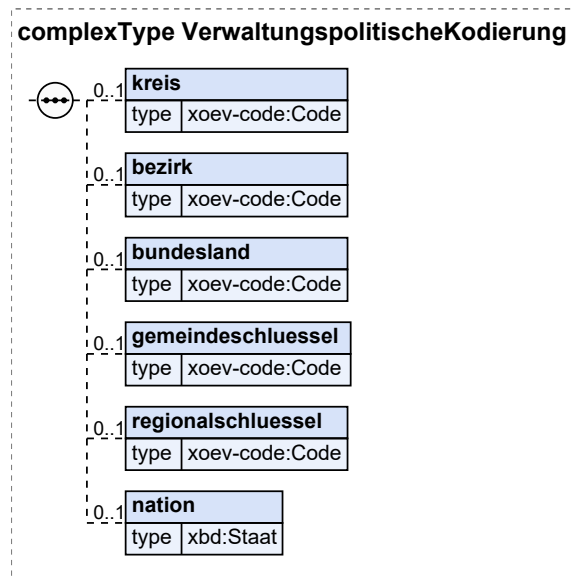 complexType VerwaltungspolitischeKodierung
0..1 kreis
type xoev-code:Code
0..1 bezirk
type xoev-code:Code
0..1 bundesland
type xoev-code:Code
0..1 gemeindeschluessel
type xoev-code:Code
0..1 regionalschluessel
type xoev-code:Code
0..1 nation
type xbd:Staat